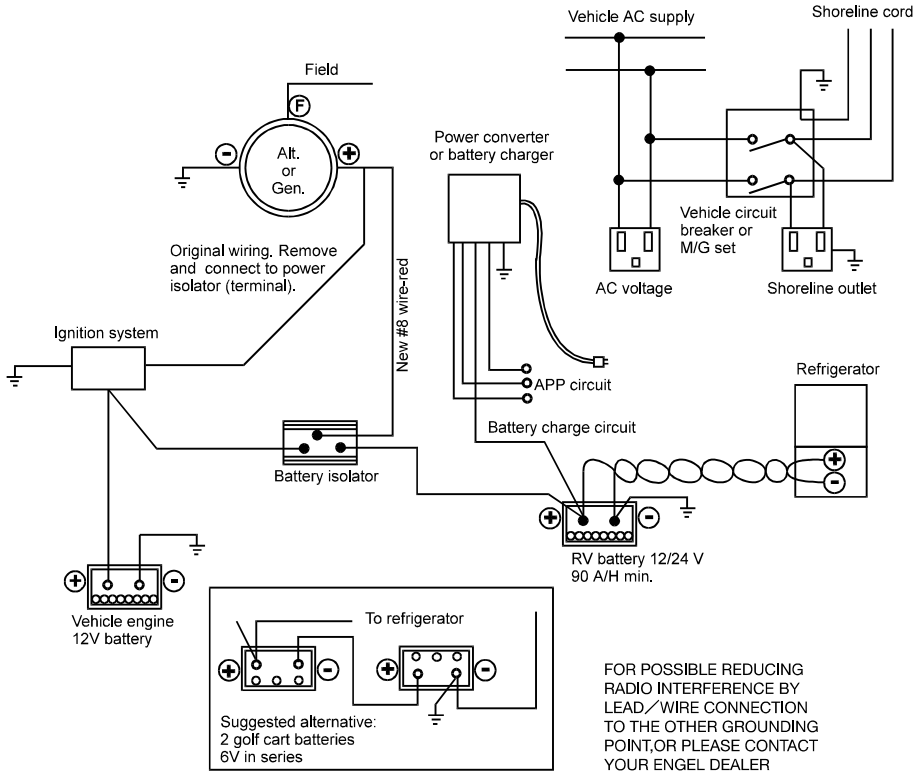 Vehicle AC supply
Shoreline cord
Field
F
-
+
Alt.
or
Gen.
Power converter
or battery charger
Original wiring. Remove
and connect to power
isolator (terminal).
New #8 wire-red
Vehicle circuit
breaker or
M/G set
AC voltage
Shoreline outlet
Ignition system
APP circuit
Refrigerator
+
-
Battery charge circuit
Battery isolator
+
-
RV battery 12/24 V
90 A/H min.
+
-
Vehicle engine
12V battery
To refrigerator
+
-
+
-
Suggested alternative:
2 golf cart batteries
6V in series
FOR POSSIBLE REDUCING
RADIO INTERFERENCE BY
LEAD／WIRE CONNECTION
TO THE OTHER GROUNDING
POINT,OR PLEASE CONTACT
YOUR ENGEL DEALER